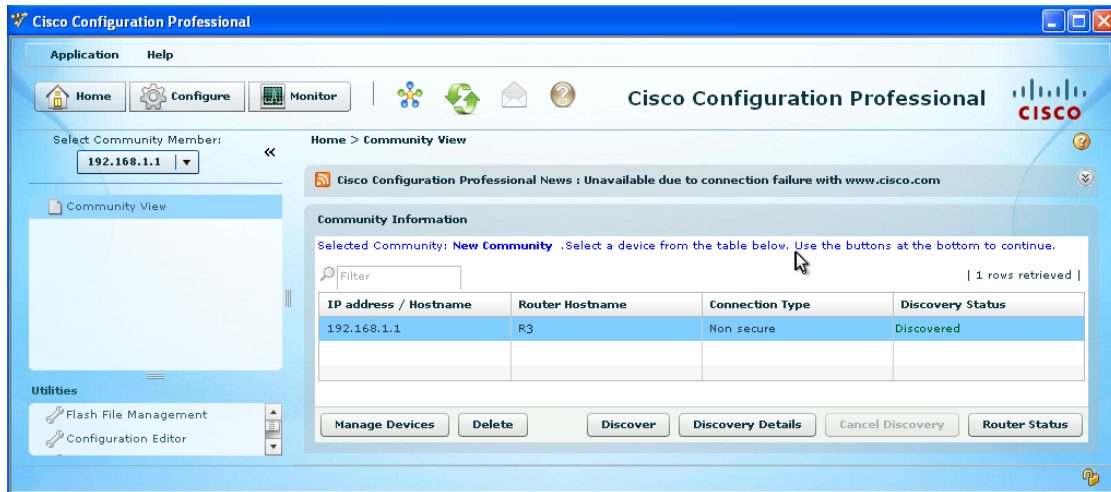 Cisco Configuration Professional
Application Help
Home Configure Monitor
Cisco Configuration Professional
CISCO
Select Community Member:
192.168.1.1
Community View
Utilities
Flash File Management
Configuration Editor
Home > Community View
Cisco Configuration Professional News : Unavailable due to connection failure with www.cisco.com
Community Information
Selected Community: New Community .Select a device from the table below. Use the buttons at the bottom to continue.
Filter
| 1 rows retrieved |
IP address / Hostname Router Hostname Connection Type Discovery Status
192.168.1.1 R3 Non secure Discovered
Manage Devices Delete Discover Discovery Details Cancel Discovery Router Status